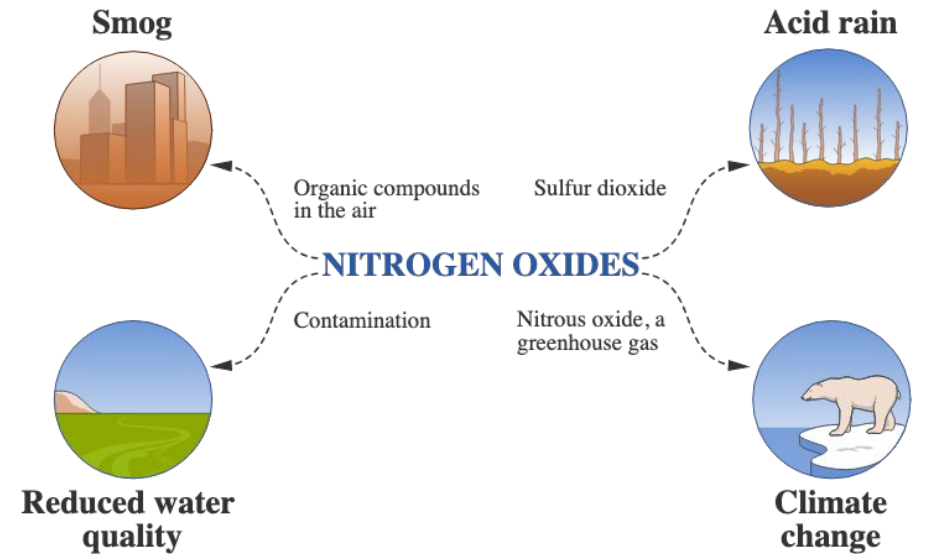 Smog
Acid rain
Organic compounds
in the air
Sulfur dioxide
NITROGEN OXIDES
Contamination
Nitrous oxide, a
greenhouse gas
Reduced water
quality
Climate
change